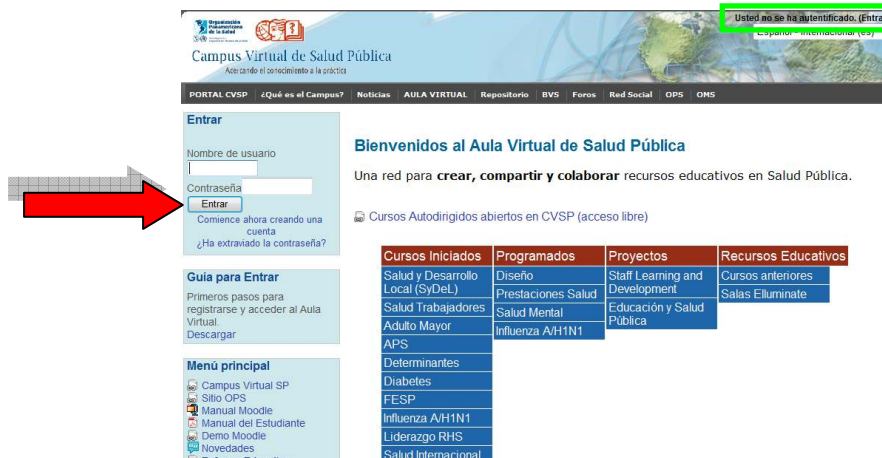 Organización
Panamericana
de la Salud
Usted no se ha autentificado. (Entra
Español - Internacional (es)
Campus Virtual de Salud Pública
Acercando el conocimiento a la práctica
PORTAL CVSP ¿Qué es el Campus? Noticias AULA VIRTUAL Repositorio BVS Foros Red Social OPS OMS
Entrar
Nombre de usuario
Contraseña
Entrar
Comience ahora creando una
cuenta
¿Ha extraviado la contraseña?
Guía para Entrar
Primeros pasos para
registrarse y acceder al Aula
Virtual.
Descargar
Menú principal
Campus Virtual SP
Sitio OPS
Manual Moodle
Manual del Estudiante
Demo Moodle
Novedades
Bienvenidos al Aula Virtual de Salud Pública
Una red para crear, compartir y colaborar recursos educativos en Salud Pública.
Cursos Autodirigidos abiertos en CVSP (acceso libre)
Cursos Iniciados
Salud y Desarrollo
Local (SyDeL)
Salud Trabajadores
Adulto Mayor
APS
Determinantes
Diabetes
FESP
Influenza A/H1N1
Liderazgo RHS
Salud Internacional
Programados
Diseño
Prestaciones Salud
Salud Mental
Influenza A/H1N1
Proyectos
Staff Learning and
Development
Educación y Salud
Pública
Recursos Educativos
Cursos anteriores
Salas Elluminate